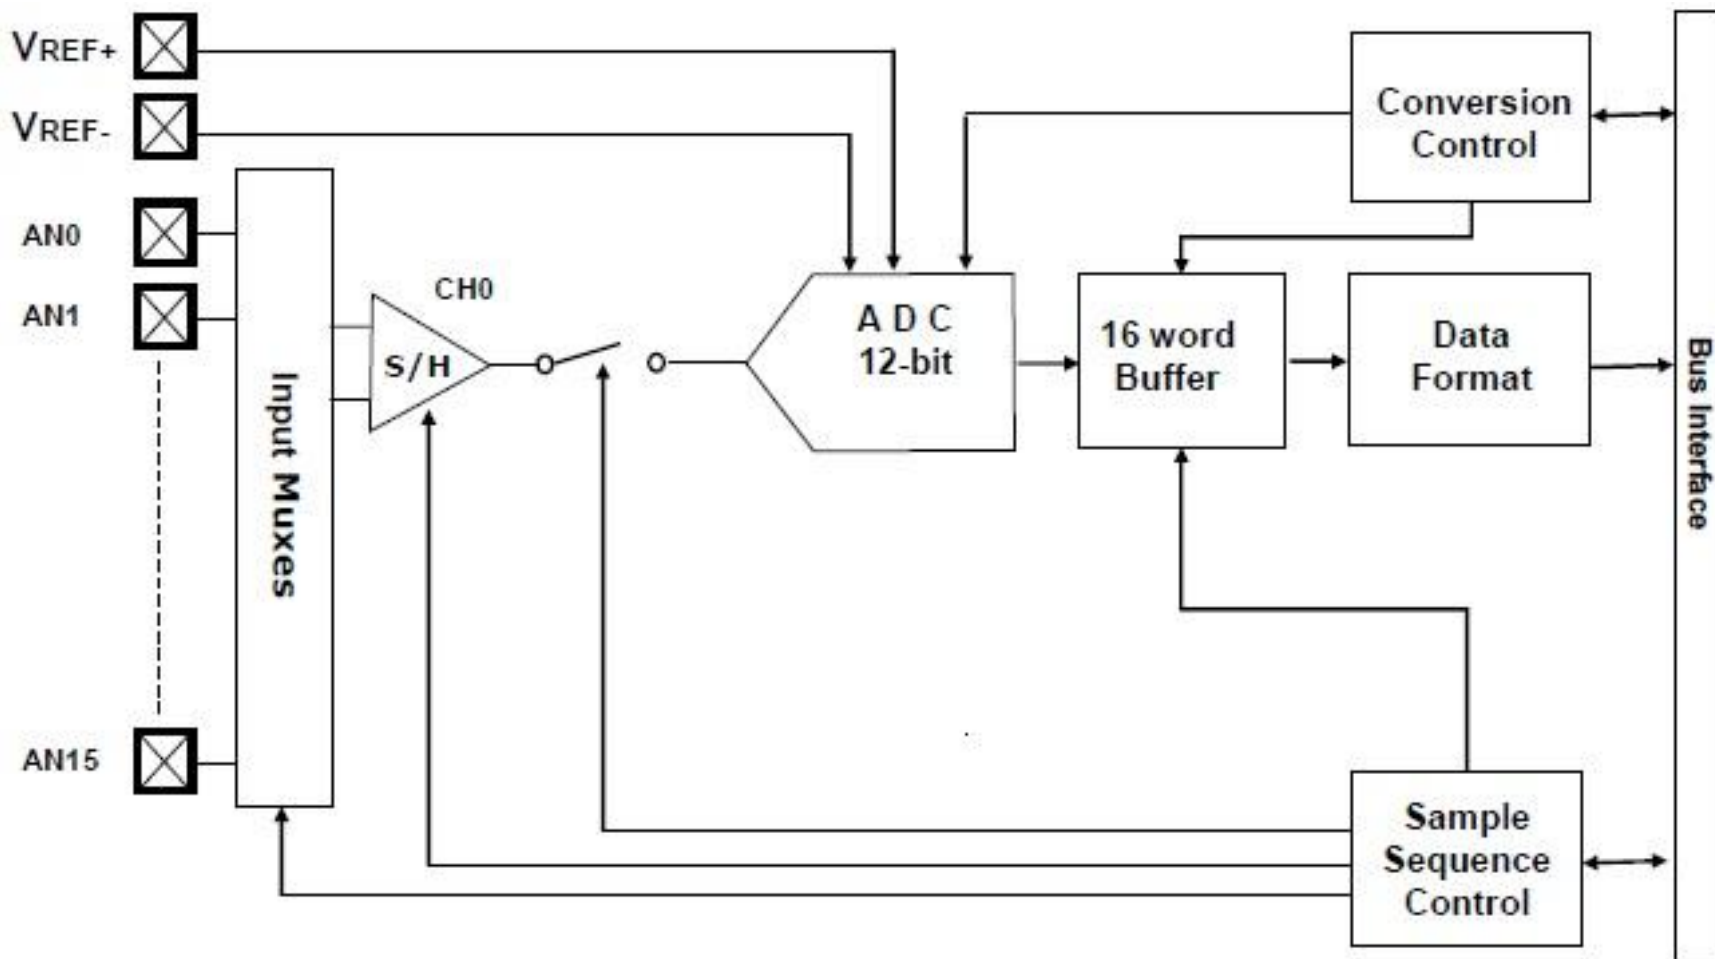 VREF+
VREF-
AN0
AN1
AN15
Input Muxes
CH0
S/H
A D C
12-bit
16 word
Buffer
Data
Format
Conversion
Control
Sample
Sequence
Control
Bus Interface